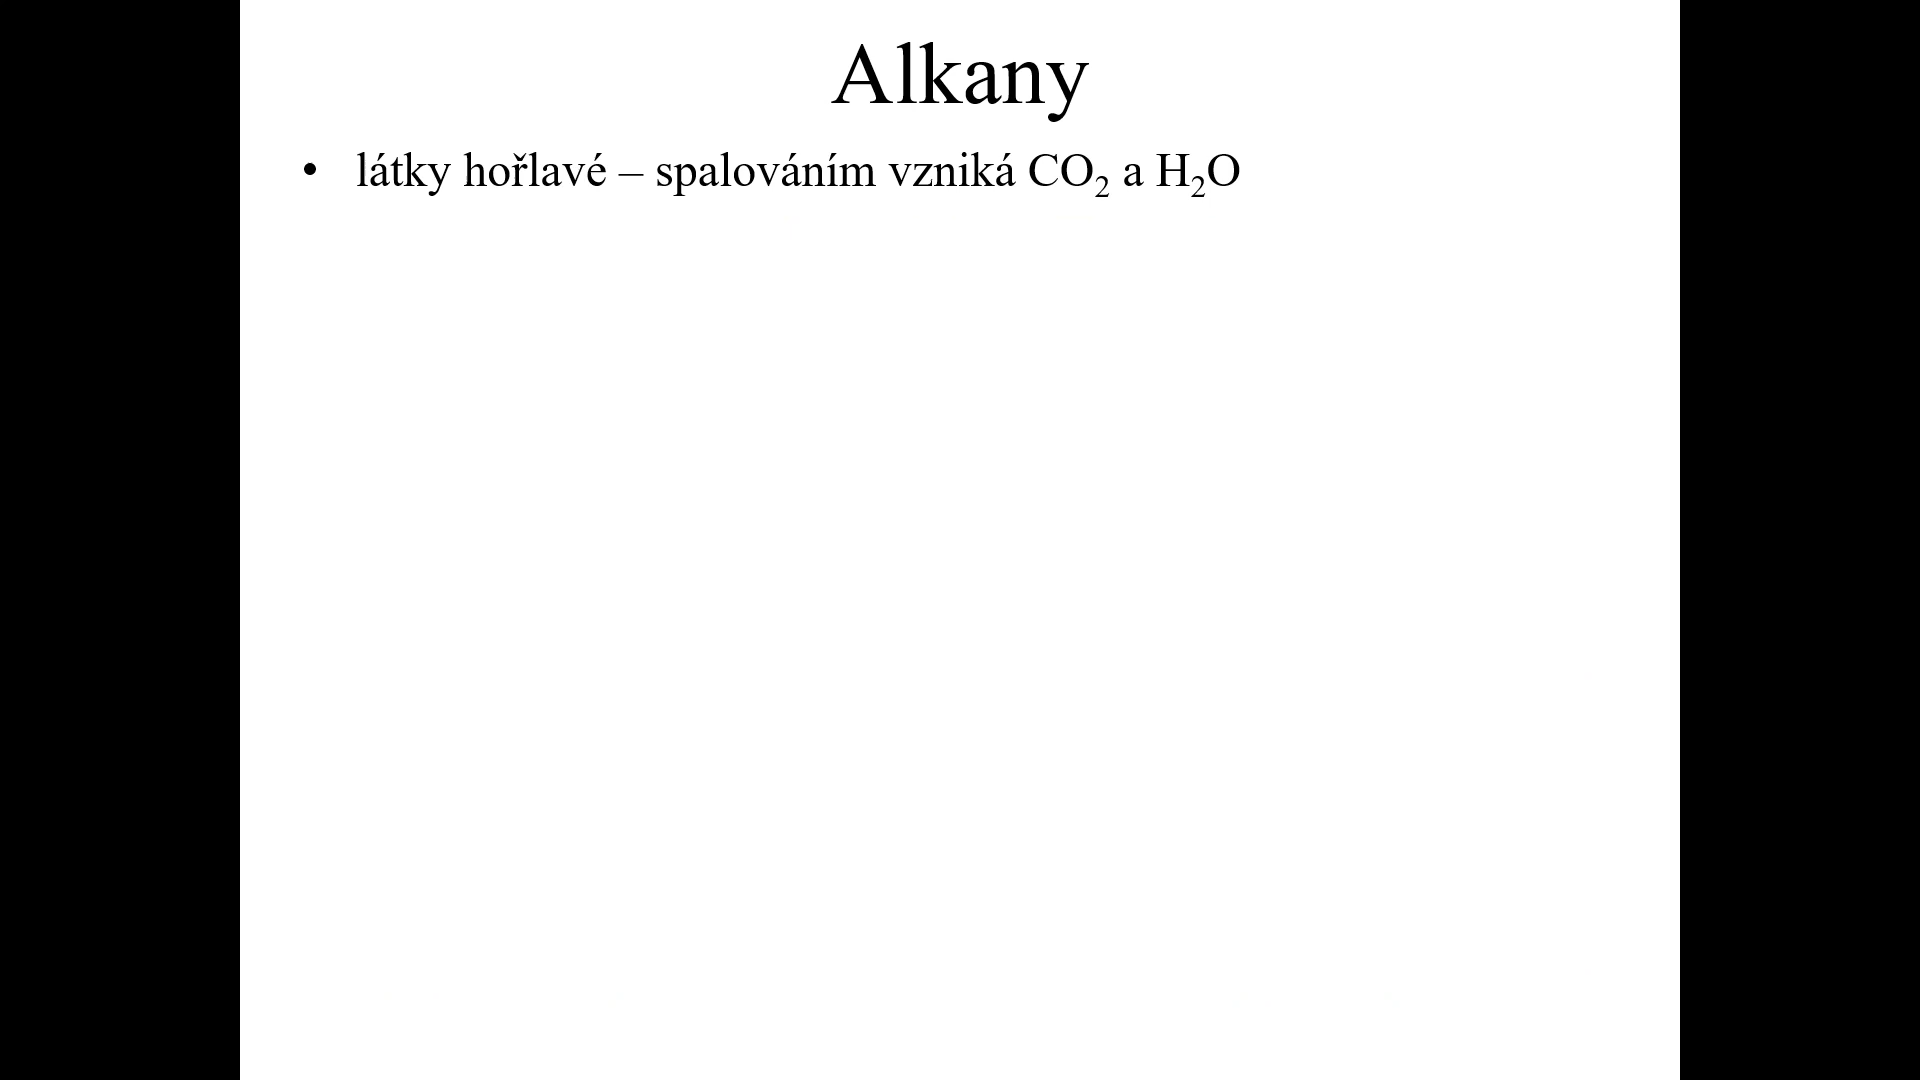 Alkany
• látky hořlavé – spalováním vzniká CO₂ a H₂O